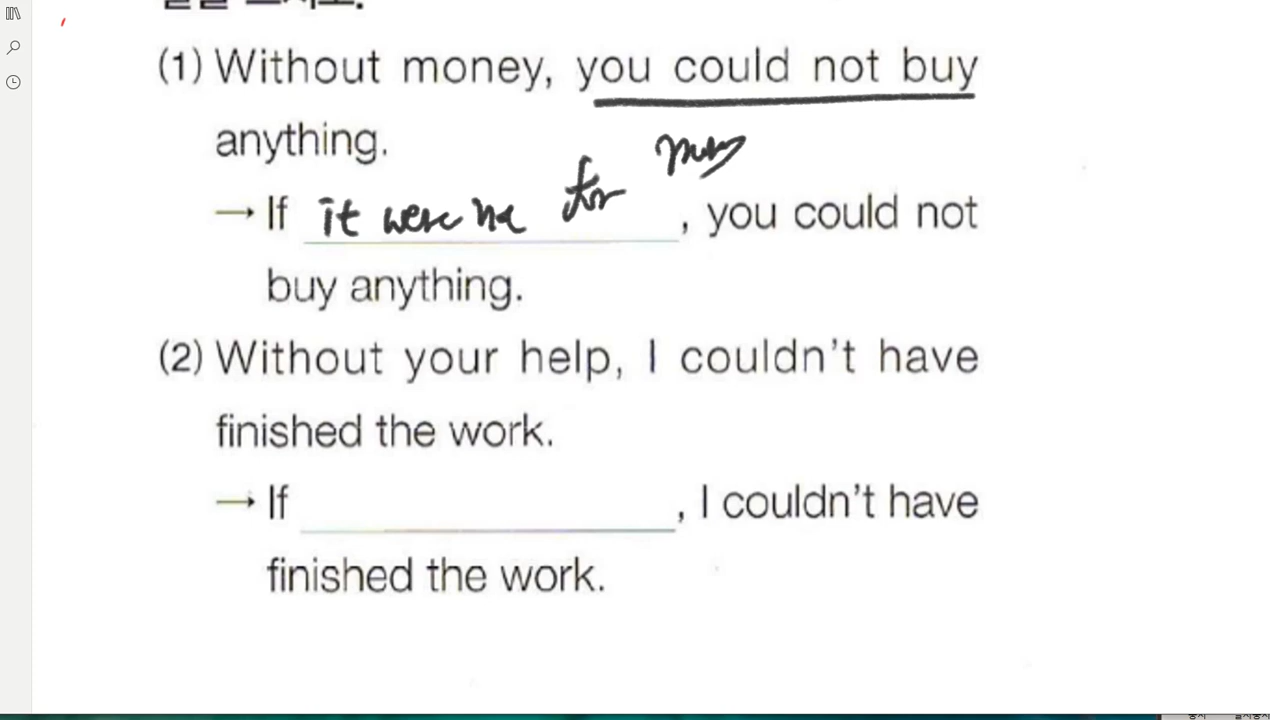 (1) Without money, you could not buy
anything.
money
→ If it were not for , you could not
buy anything.
(2) Without your help, I couldn't have
finished the work.
→ If , I couldn't have
finished the work.